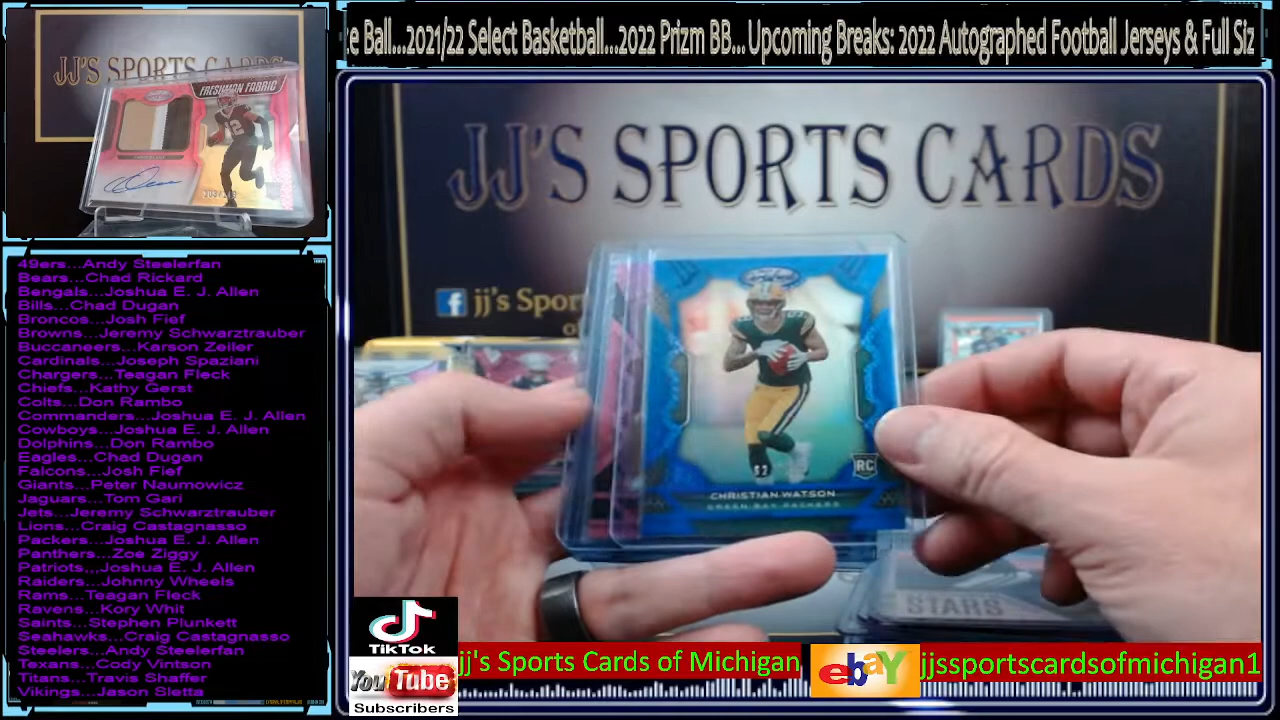 e Ball...2021/22 Select Basketball...2022 Prizm BB...Upcoming Breaks: 2022 Autographed Football Jerseys & Full Siz
JJ'S SPORTS CARDS
FRESHMAN FABRIC
12
49ers...Andy Steelerfan
Bears...Chad Rickard
Bengals...Joshua E. J. Allen
Bills...Chad Dugan
Broncos...Josh Fief
Browns...Jeremy Schwarztrauber
Buccaneers...Karson Zeiler
Cardinals...Joseph Spaziani
Chargers...Teagan Fleck
Chiefs...Kathy Gerst
Colts...Don Rambo
Commanders...Joshua E. J. Allen
Cowboys...Joshua E. J. Allen
Dolphins...Don Rambo
Eagles...Chad Dugan
Falcons...Josh Fief
Giants...Peter Naumowicz
Jaguars...Tom Gari
Jets...Jeremy Schwarztrauber
Lions...Craig Castagnasso
Packers...Joshua E. J. Allen
Panthers...Zoe Ziggy
Patriots,,,Joshua E. J. Allen
Raiders...Johnny Wheels
Rams...Teagan Fleck
Ravens...Kory Whit
Saints...Stephen Plunkett
Seahawks...Craig Castagnasso
Steelers...Andy Steelerfan
Texans...Cody Vintson
Titans...Travis Shaffer
Vikings...Jason Sletta
JJ'S SPORTS CARDS
f jj's Spor
RC
CHRISTIAN WATSON
GREEN BAY PACKERS
STARS
TikTok
YouTube
Subscribers
jj's Sports Cards of Michigan
ebaY
jjssportscardsofmichigan1